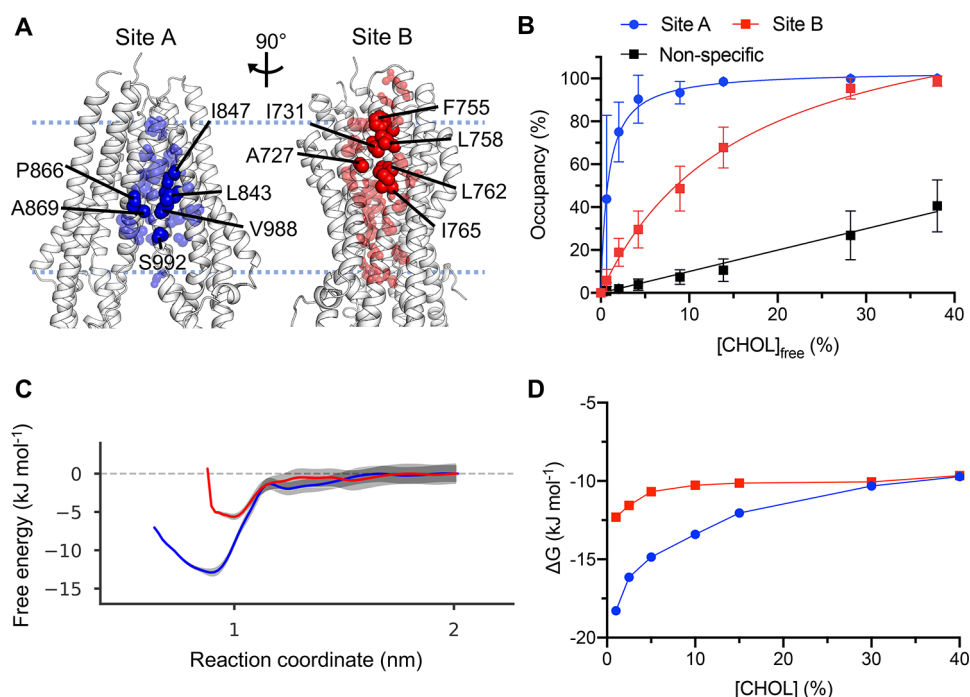 A
Site A
90°
Site B
I847
I731
F755
P866
A727
L758
A869
L843
L762
V988
I765
S992
B
Site A
Site B
Non-specific
100
80
60
40
20
0
Occupancy (%)
0
10
20
30
40
[CHOL]free (%)
C
0
−5
−10
−15
Free energy (kJ mol-1)
1
2
Reaction coordinate (nm)
D
-5
-10
-15
-20
ΔG (kJ mol-1)
0
10
20
30
40
[CHOL] (%)